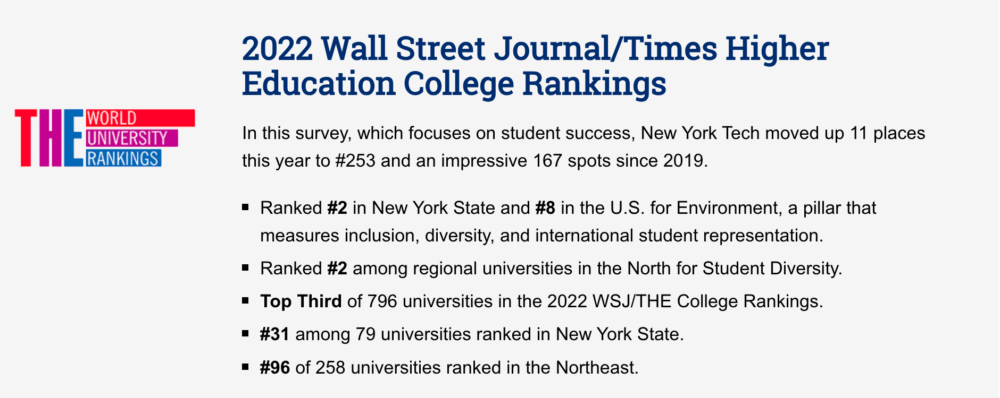 2022 Wall Street Journal/Times Higher
Education College Rankings
THE WORLD
UNIVERSITY
RANKINGS
In this survey, which focuses on student success, New York Tech moved up 11 places
this year to #253 and an impressive 167 spots since 2019.
Ranked #2 in New York State and #8 in the U.S. for Environment, a pillar that
measures inclusion, diversity, and international student representation.
Ranked #2 among regional universities in the North for Student Diversity.
Top Third of 796 universities in the 2022 WSJ/THE College Rankings.
#31 among 79 universities ranked in New York State.
#96 of 258 universities ranked in the Northeast.